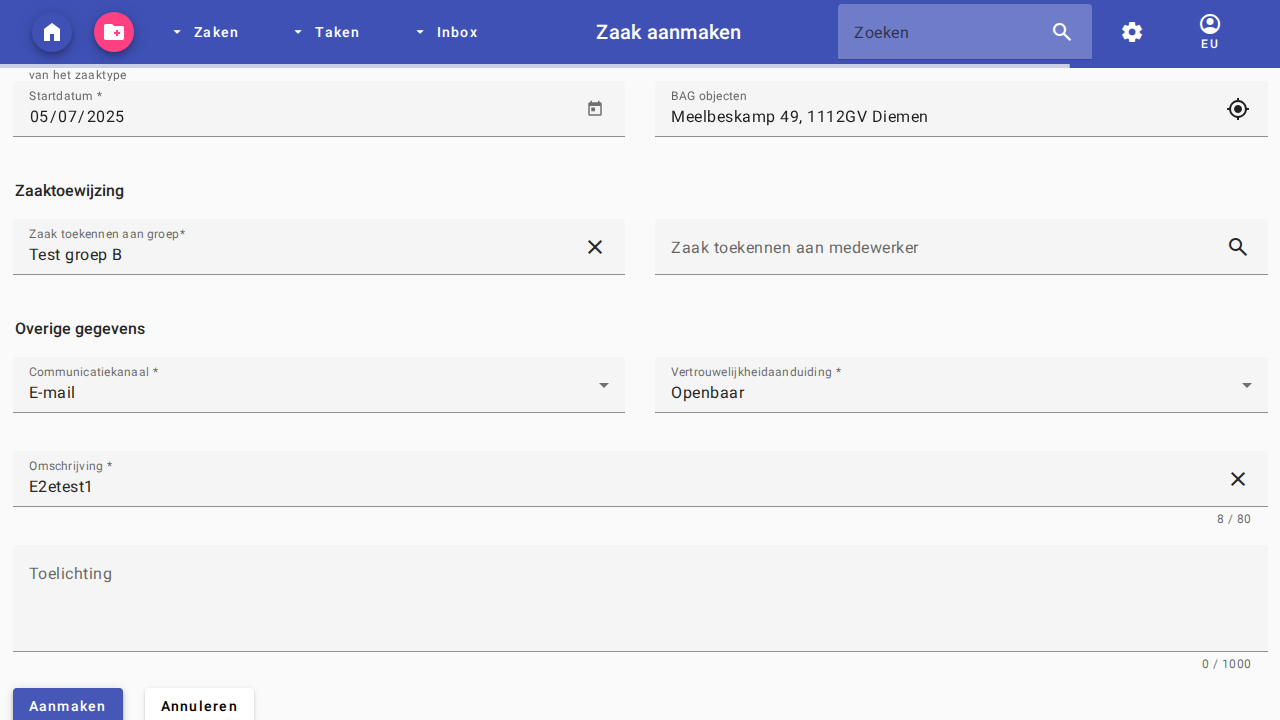 Zaken
Taken
Inbox
Zaak aanmaken
Zoeken
EU
van het zaaktype
Startdatum *
05/07/2025
BAG objecten
Meelbeskamp 49, 1112GV Diemen
Zaaktoewijzing
Zaak toekennen aan groep*
Test groep B
Zaak toekennen aan medewerker
Overige gegevens
Communicatiekanaal *
E-mail
Vertrouwelijkheidaanduiding *
Openbaar
Omschrijving *
E2etest1
8 / 80
Toelichting
0 / 1000
Aanmaken
Annuleren